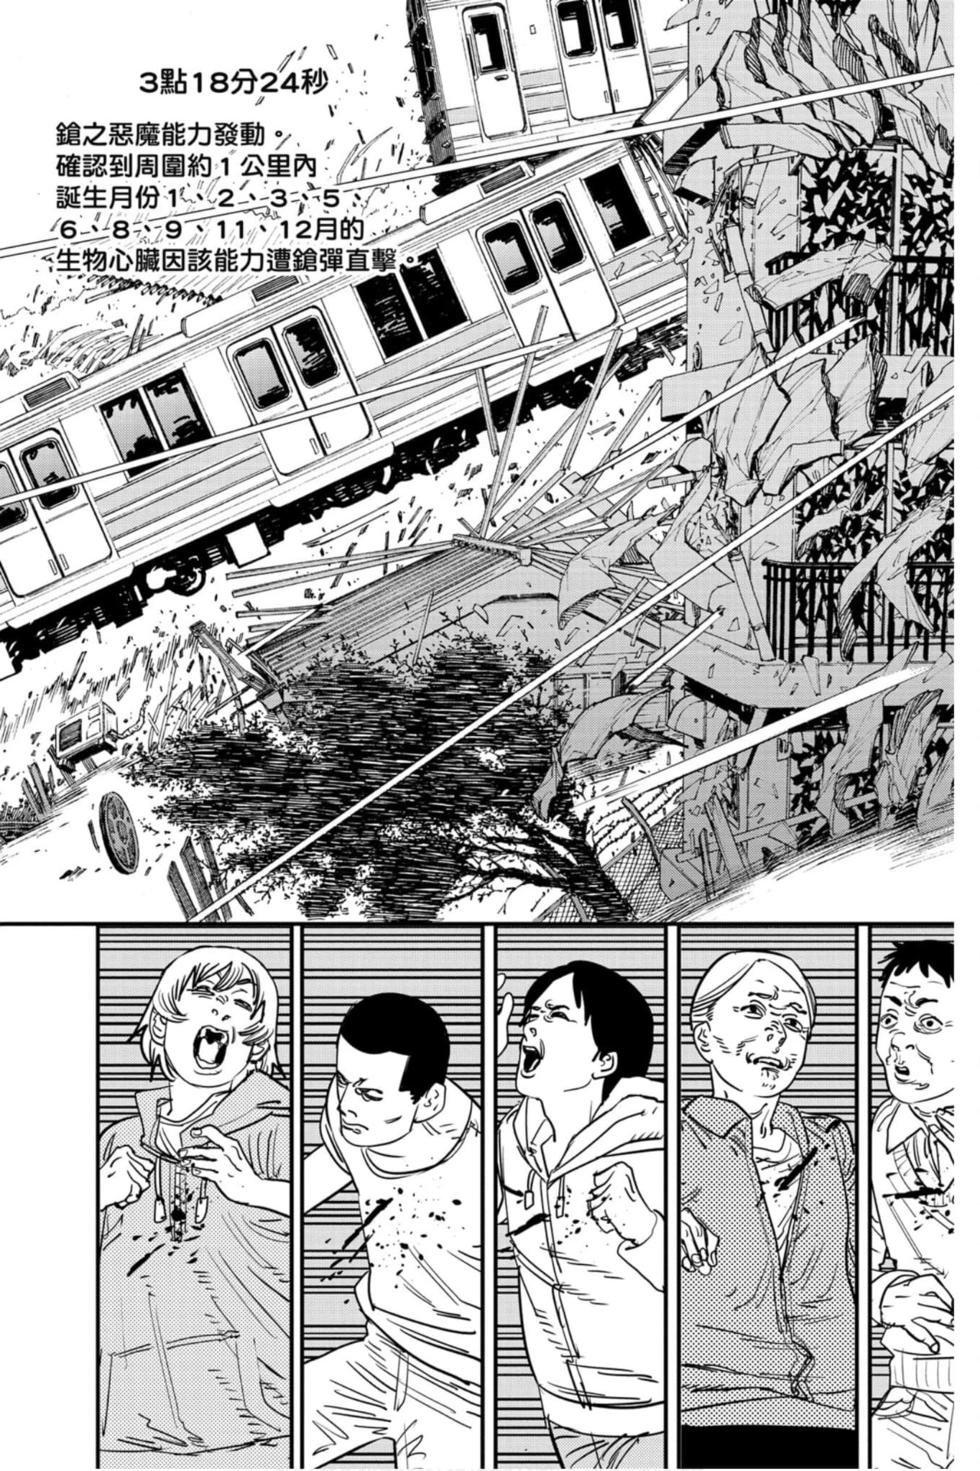 3點18分24秒
鎗之惡魔能力發動。
確認到周圍約1公里內
誕生月份1、2、3、5、
6、8、9、11、12月的
生物心臟因該能力遭鎗彈直擊。